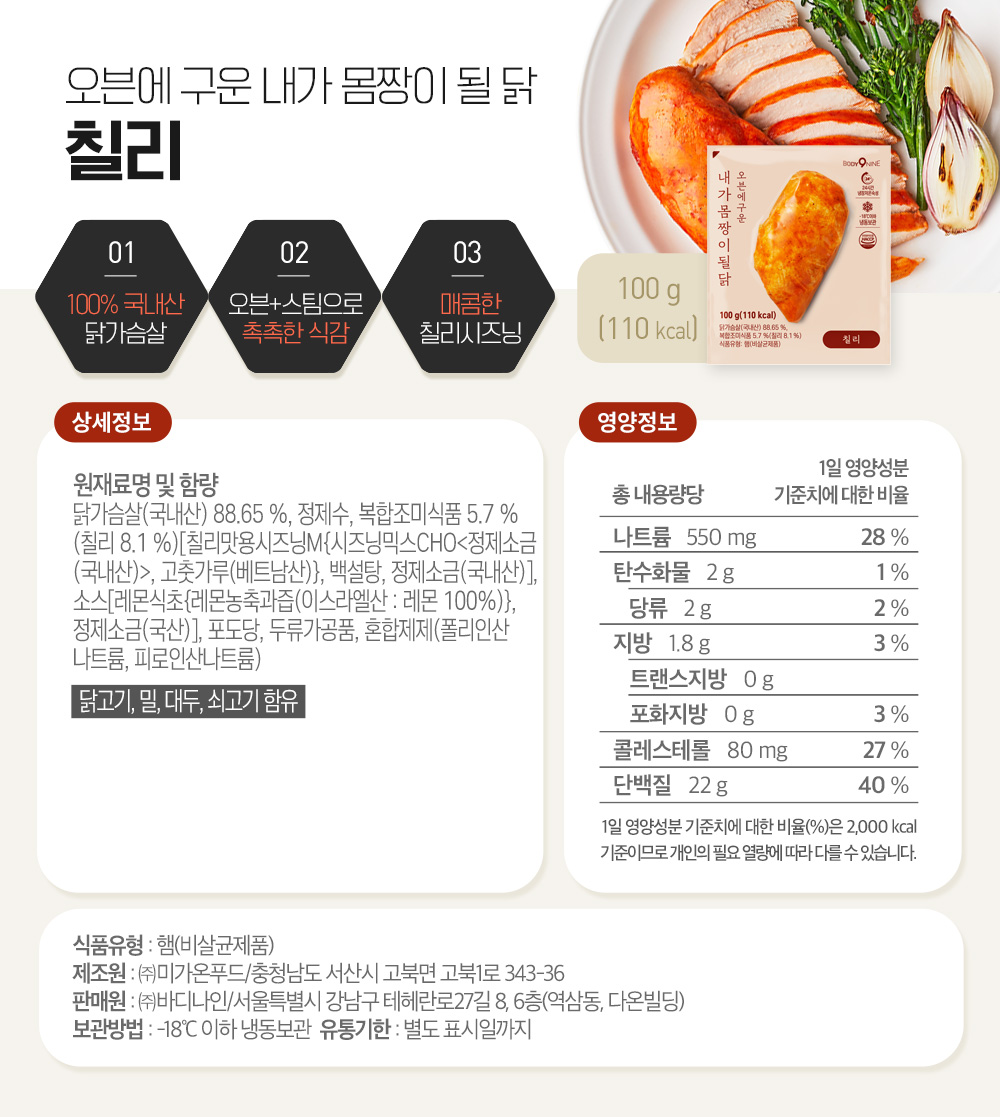 오븐에 구운 내가 몸짱이 될 닭
칠리
01
100% 국내산
닭가슴살
02
오븐+스팀으로
촉촉한 식감
03
매콤한
칠리시즈닝
100 g
(110 kcal)
BODY9NINE
오븐에구운
내가몸짱이될닭
-18℃이하
냉동보관
100 g(110 kcal)
닭가슴살(국내산) 88.65 %,
복합조미식품 5.7 %(칠리 8.1 %)
식품유형: 햄(비살균제품)
칠리
상세정보
원재료명 및 함량
닭가슴살(국내산) 88.65 %, 정제수, 복합조미식품 5.7 %
(칠리 8.1 %)[칠리맛용시즈닝M{시즈닝믹스CHO<정제소금
(국내산)>, 고춧가루(베트남산)}, 백설탕, 정제소금(국내산)],
소스[레몬식초{레몬농축과즙(이스라엘산 : 레몬 100%)},
정제소금(국산)], 포도당, 두류가공품, 혼합제제(폴리인산
나트륨, 피로인산나트륨)
닭고기, 밀, 대두, 쇠고기 함유
영양정보
1일 영양성분
총 내용량당 기준치에 대한 비율
나트륨 550 mg 28 %
탄수화물 2 g 1 %
당류 2 g 2 %
지방 1.8 g 3 %
트랜스지방 0 g
포화지방 0 g 3 %
콜레스테롤 80 mg 27 %
단백질 22 g 40 %
1일 영양성분 기준치에 대한 비율(%)은 2,000 kcal
기준이므로 개인의 필요 열량에 따라 다를 수 있습니다.
식품유형 : 햄(비살균제품)
제조원 : ㈜미가온푸드/충청남도 서산시 고북면 고북1로 343-36
판매원 : ㈜바디나인/서울특별시 강남구 테헤란로27길 8, 6층(역삼동, 다온빌딩)
보관방법 : -18℃ 이하 냉동보관 유통기한 : 별도 표시일까지